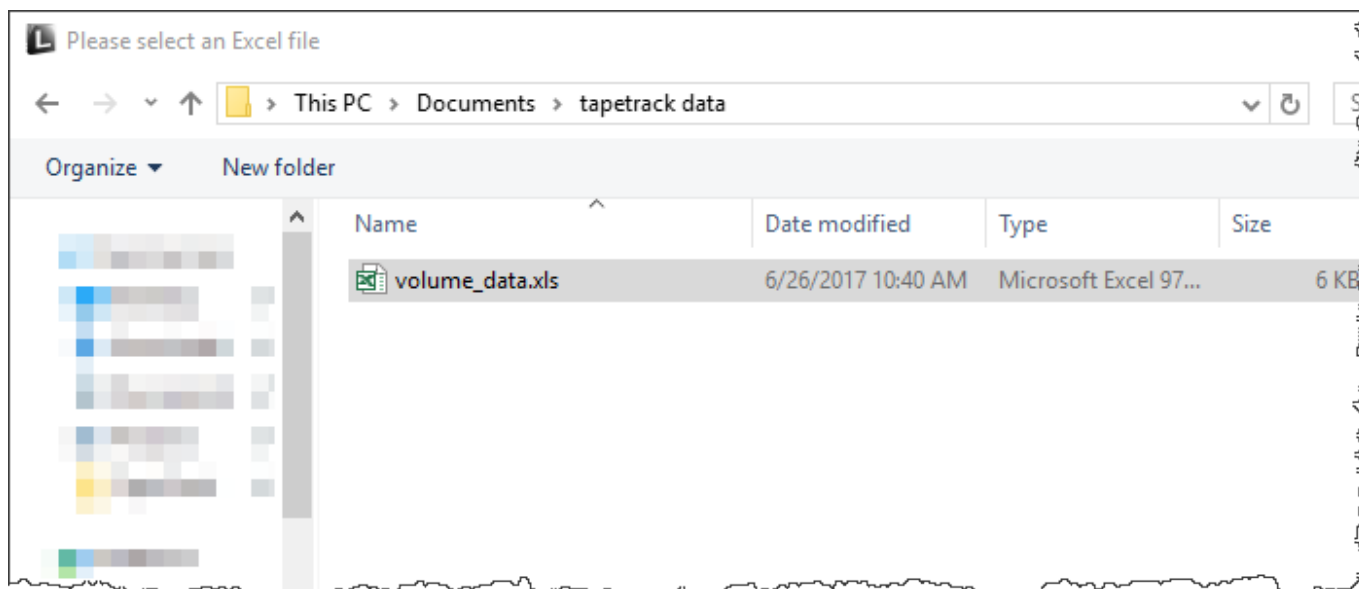 Please select an Excel file
This PC > Documents > tapetrack data
Organize New folder
Name Date modified Type Size
volume_data.xls 6/26/2017 10:40 AM Microsoft Excel 97... 6 KB